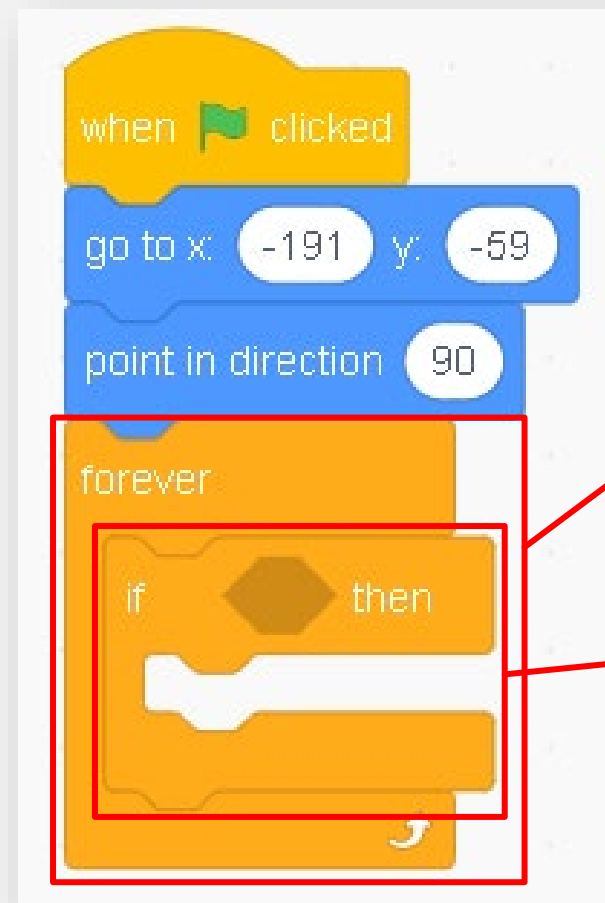 when clicked
go to x: -191 y: -59
point in direction 90
forever
if then